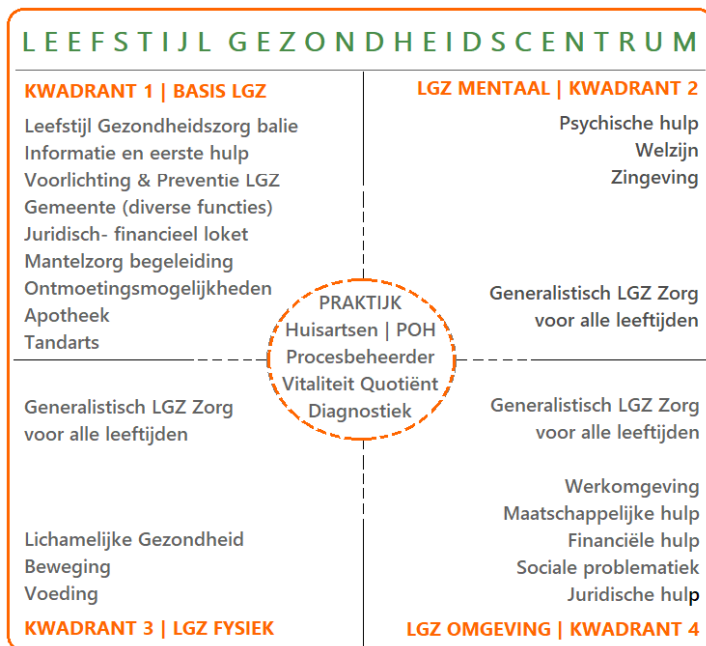 LEEFSTIJL GEZONDHEIDSCENTRUM
KWADRANT 1 | BASIS LGZ
Leefstijl Gezondheidszorg balie
Informatie en eerste hulp
Voorlichting & Preventie LGZ
Gemeente (diverse functies)
Juridisch- financieel loket
Mantelzorg begeleiding
Ontmoetingsmogelijkheden
Apotheek
Tandarts
LGZ MENTAAL | KWADRANT 2
Psychische hulp
Welzijn
Zingeving
Generalistisch LGZ Zorg
voor alle leeftijden
PRAKTIJK
Huisartsen | POH
Procesbeheerder
Vitaliteit Quotiënt
Diagnostiek
Generalistisch LGZ Zorg
voor alle leeftijden
Lichamelijke Gezondheid
Beweging
Voeding
KWADRANT 3 | LGZ FYSIEK
Generalistisch LGZ Zorg
voor alle leeftijden
Werkomgeving
Maatschappelijke hulp
Financiële hulp
Sociale problematiek
Juridische hulp
LGZ OMGEVING | KWADRANT 4